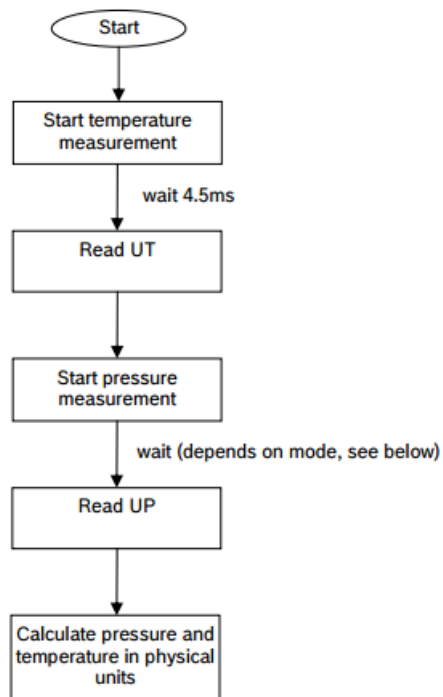 Start
Start temperature
measurement
wait 4.5ms
Read UT
Start pressure
measurement
wait (depends on mode, see below)
Read UP
Calculate pressure and
temperature in physical
units